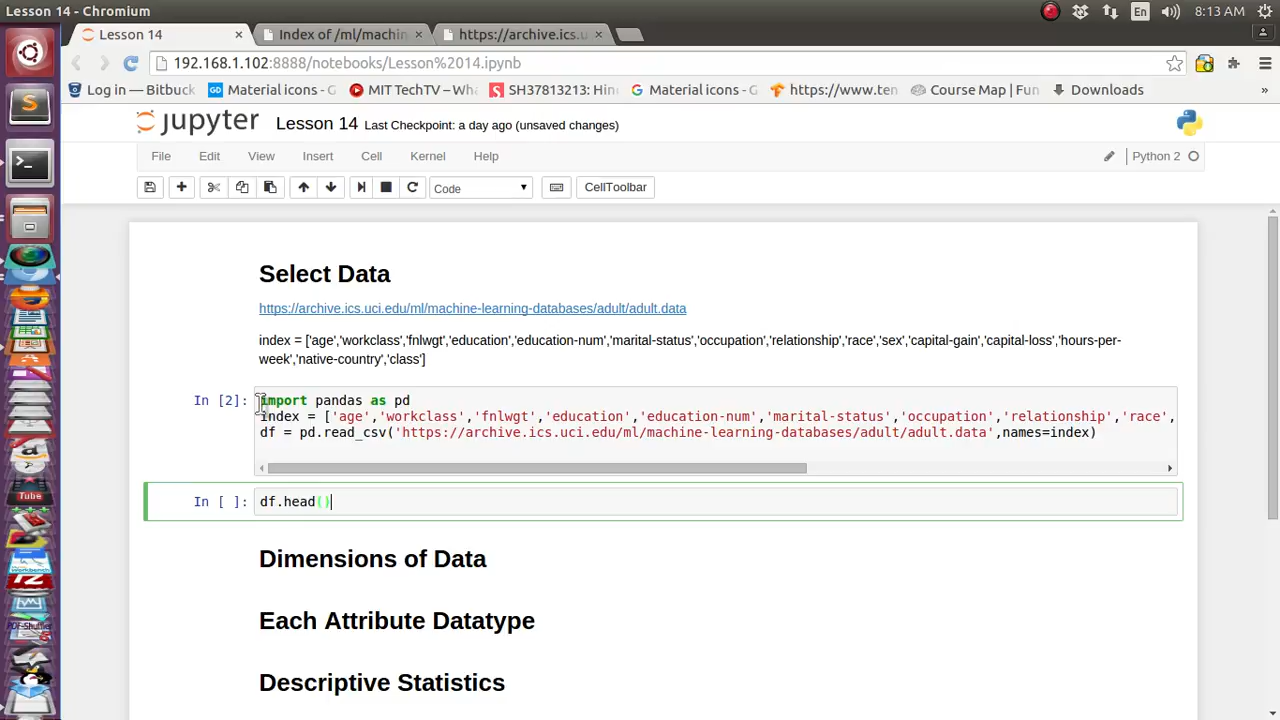 Lesson 14 - Chromium
En
8:13 AM
Lesson 14
Index of /ml/machin
https://archive.ics.u
192.168.1.102:8888/notebooks/Lesson%2014.ipynb
Log in — Bitbuck
Material icons - G
MIT TechTV – Wha
SH37813213: Hin
Material icons - G
https://www.ten
Course Map | Fun
Downloads
»
jupyter
Lesson 14
Last Checkpoint: a day ago (unsaved changes)
File
Edit
View
Insert
Cell
Kernel
Help
Python 2
Code
CellToolbar
Select Data
https://archive.ics.uci.edu/ml/machine-learning-databases/adult/adult.data
index = ['age','workclass','fnlwgt','education','education-num','marital-status','occupation','relationship','race','sex','capital-gain','capital-loss','hours-per-
week','native-country','class']
In [2]:
import pandas as pd
index = ['age','workclass','fnlwgt','education','education-num','marital-status','occupation','relationship','race',
df = pd.read_csv('https://archive.ics.uci.edu/ml/machine-learning-databases/adult/adult.data',names=index)
In [ ]:
df.head()
Dimensions of Data
Each Attribute Datatype
Descriptive Statistics